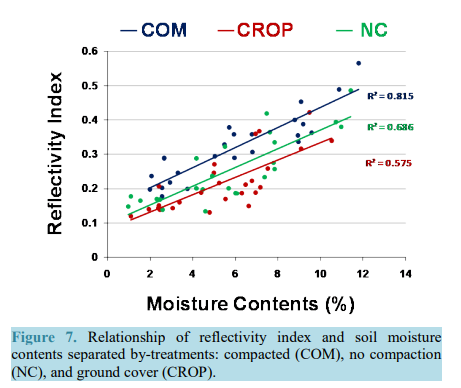 COM CROP NC
0.6
0.5
R² = 0.815
0.4
R² = 0.686
0.3
R² = 0.575
0.2
0.1
0
0 2 4 6 8 10 12 14
Reflectivity Index
Moisture Contents (%)
Figure 7. Relationship of reflectivity index and soil moisture
contents separated by-treatments: compacted (COM), no compaction
(NC), and ground cover (CROP).